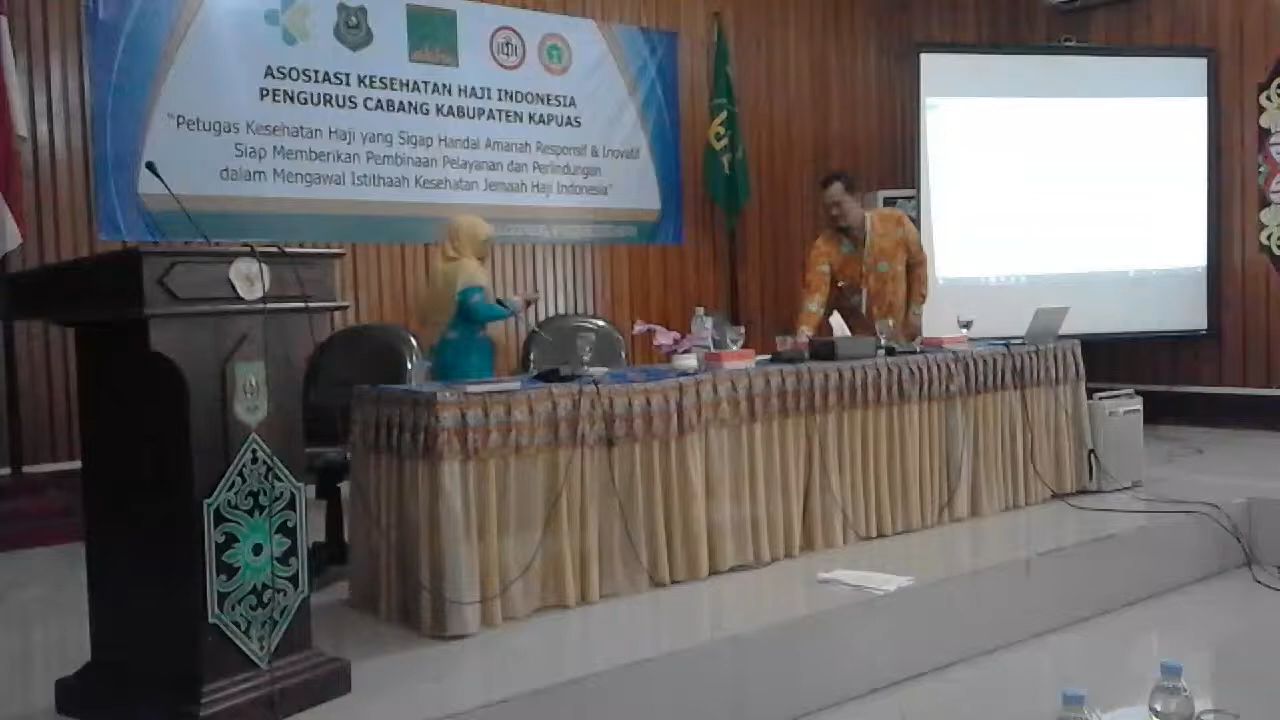 ASOSIASI KESEHATAN HAJI INDONESIA
PENGURUS CABANG KABUPATEN KAPUAS
"Petugas Kesehatan Haji yang Sigap Handal Amanah Responsif & Inovatif
Siap Memberikan Pembinaan Pelayanan dan Perlindungan
dalam Mengawal Istithaah Kesehatan Jemaah Haji Indonesia"